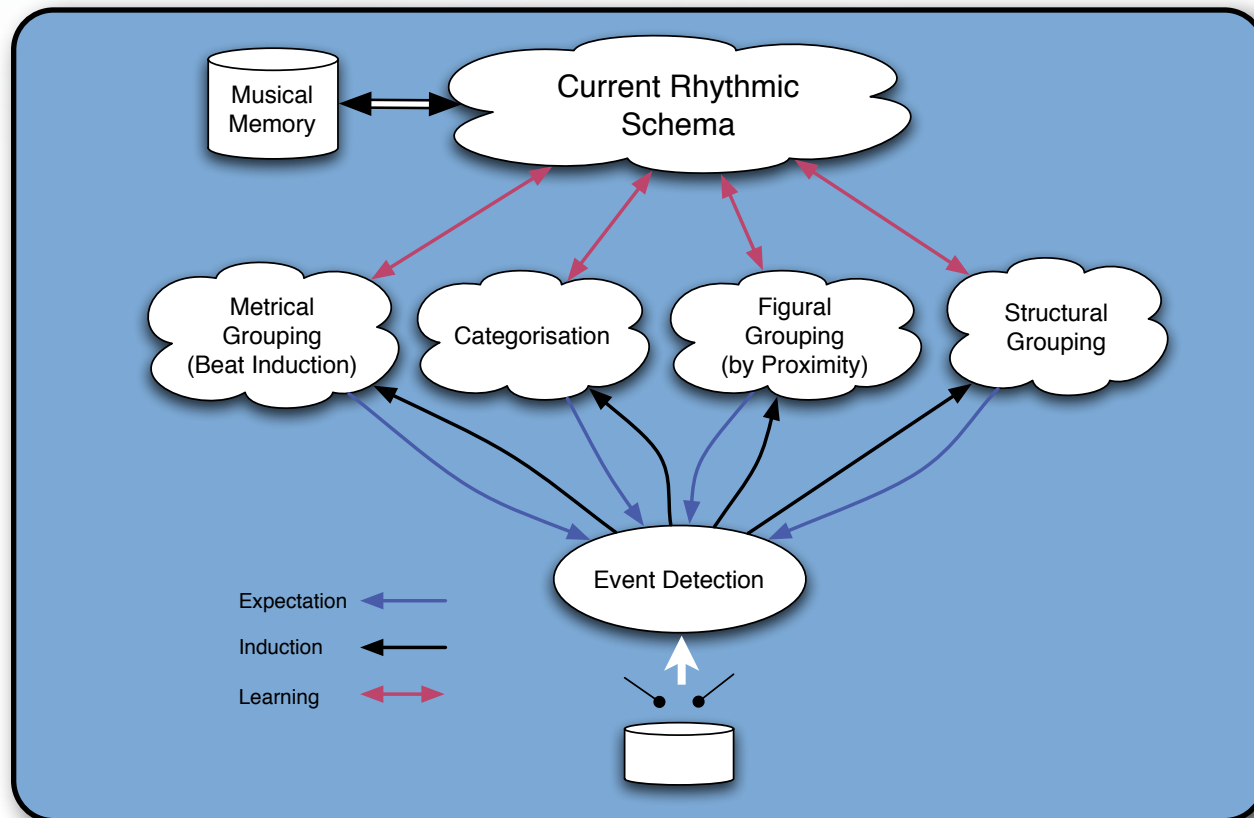 Musical
Memory
Current Rhythmic
Schema
Metrical
Grouping
(Beat Induction)
Categorisation
Figural
Grouping
(by Proximity)
Structural
Grouping
Event Detection
Expectation
Induction
Learning